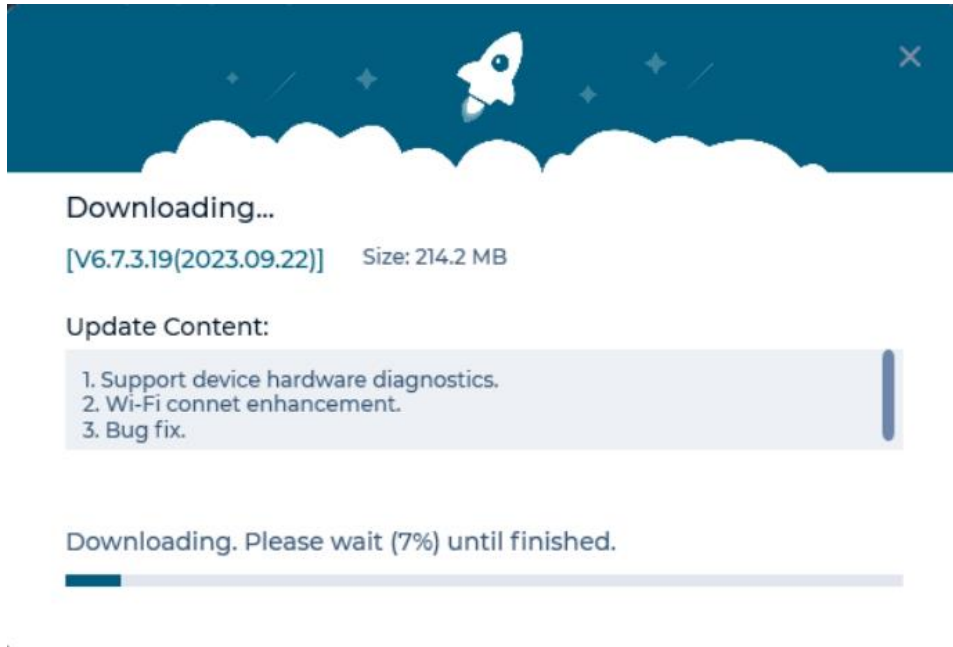 Downloading...
[V6.7.3.19(2023.09.22)] Size: 214.2 MB
Update Content:
1. Support device hardware diagnostics.
2. Wi-Fi connet enhancement.
3. Bug fix.
Downloading. Please wait (7%) until finished.